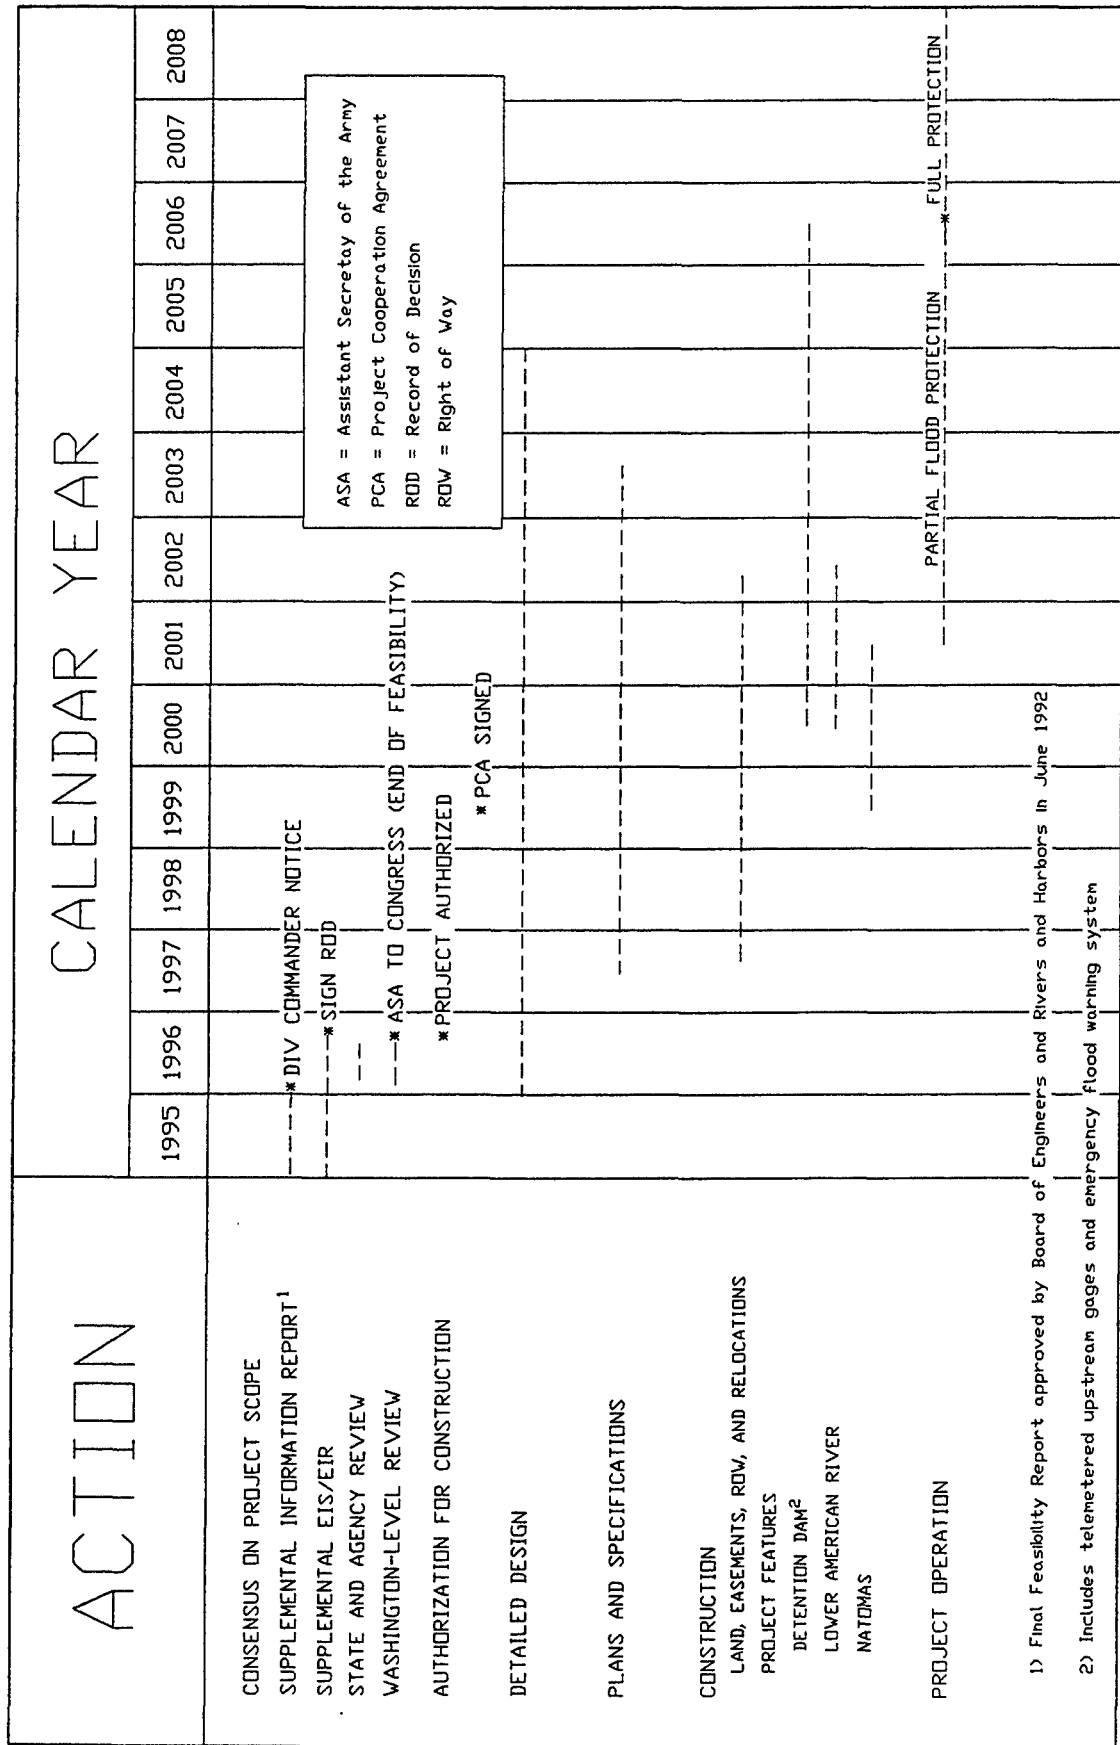 ACTION
CALENDAR YEAR
1995 1996 1997 1998 1999 2000 2001 2002 2003 2004 2005 2006 2007 2008
CONSENSUS ON PROJECT SCOPE
SUPPLEMENTAL INFORMATION REPORT¹
* DIV COMMANDER NOTICE
SUPPLEMENTAL EIS/EIR
* SIGN ROD
STATE AND AGENCY REVIEW
WASHINGTON-LEVEL REVIEW
* ASA TO CONGRESS (END OF FEASIBILITY)
AUTHORIZATION FOR CONSTRUCTION
* PROJECT AUTHORIZED
* PCA SIGNED
ASA = Assistant Secretay of the Army
PCA = Project Cooperation Agreement
ROD = Record of Decision
ROW = Right of Way
DETAILED DESIGN
PLANS AND SPECIFICATIONS
CONSTRUCTION
LAND, EASEMENTS, ROW, AND RELOCATIONS
PROJECT FEATURES
DETENTION DAM²
LOWER AMERICAN RIVER
NATOMAS
PROJECT OPERATION
PARTIAL FLOOD PROTECTION * FULL PROTECTION
1) Final Feasibility Report approved by Board of Engineers and Rivers and Harbors in June 1992
2) Includes telemetered upstream gages and emergency flood warning system